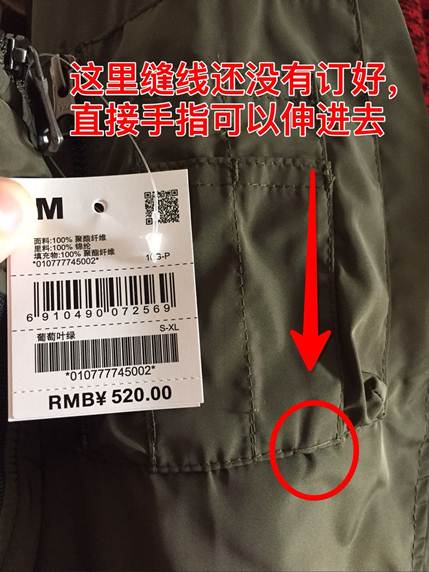 这里缝线还没有订好，
直接手指可以伸进去
M
面料:100% 聚酯纤维
里料:100% 锦纶
填充物:100% 聚酯纤维
*010777745002*
6 910490 072569
S-XL
葡萄叶绿
*010777745002*
RMB¥ 520.00